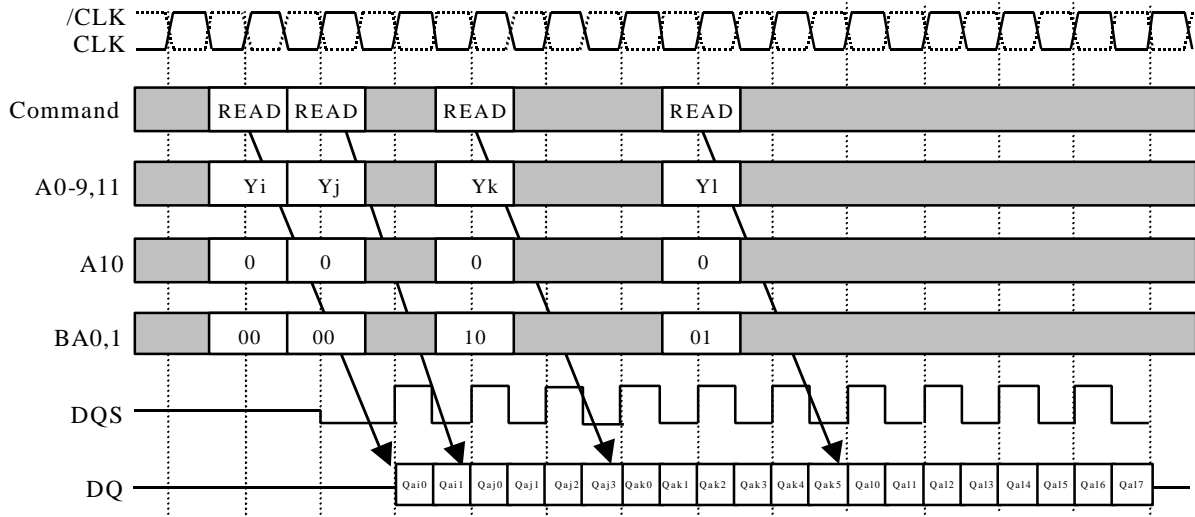 /CLK
CLK
Command READ READ READ READ
A0-9,11 Yi Yj Yk Yl
A10 0 0 0 0
BA0,1 00 00 10 01
DQS
DQ Qai0 Qai1 Qaj0 Qaj1 Qaj2 Qaj3 Qak0 Qak1 Qak2 Qak3 Qak4 Qak5 Qal0 Qal1 Qal2 Qal3 Qal4 Qal5 Qal6 Qal7